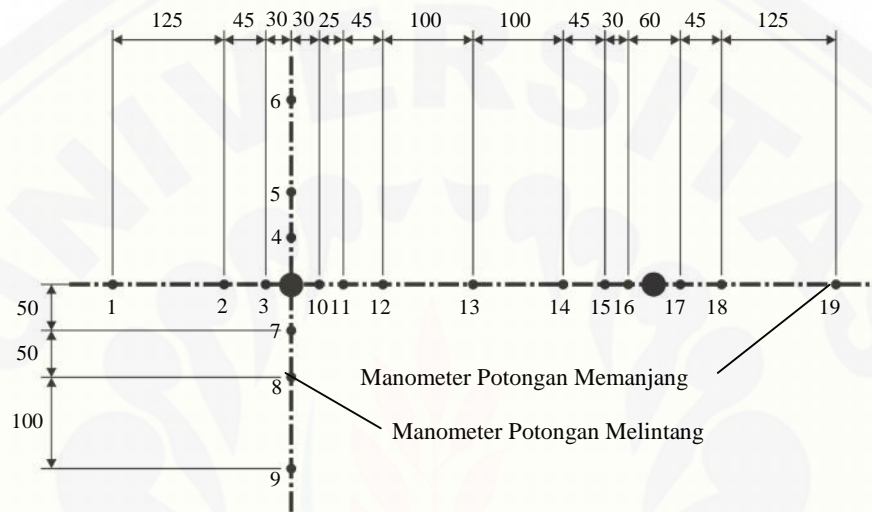 125 45 30 30 25 45 100 100 45 30 60 45 125
6
5
4
1 2 3 10 11 12 13 14 15 16 17 18 19
50
7
50
Manometer Potongan Memanjang
8
100
Manometer Potongan Melintang
9
UNIVERSITAS